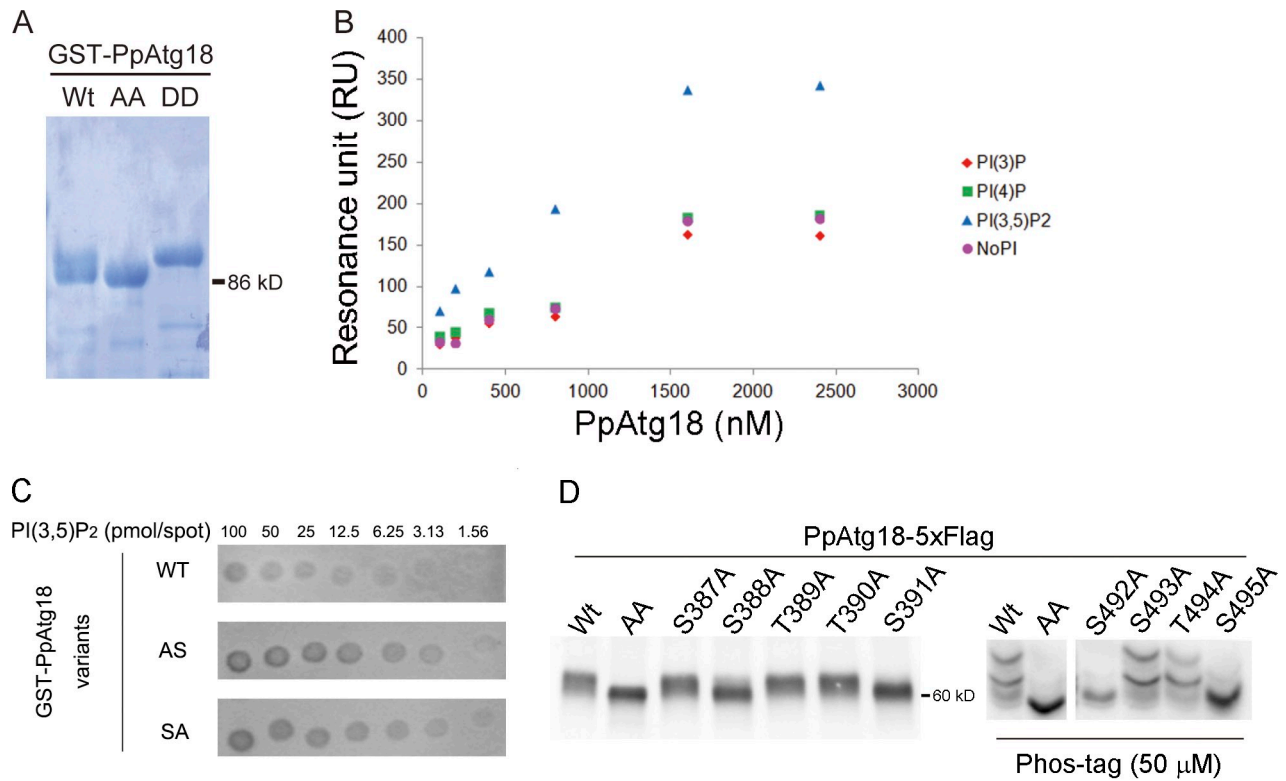 A
GST-PpAtg18
Wt AA DD
86 kD
B
Resonance unit (RU)
400
350
300
250
200
150
100
50
0
0 500 1000 1500 2000 2500 3000
PpAtg18 (nM)
PI(3)P
PI(4)P
PI(3,5)P2
NoPI
C
PI(3,5)P2 (pmol/spot) 100 50 25 12.5 6.25 3.13 1.56
GST-PpAtg18
variants
WT
AS
SA
D
PpAtg18-5xFlag
Wt AA S387A S388A T389A T390A S391A
60 kD
Wt AA S492A S493A T494A S495A
Phos-tag (50 μM)